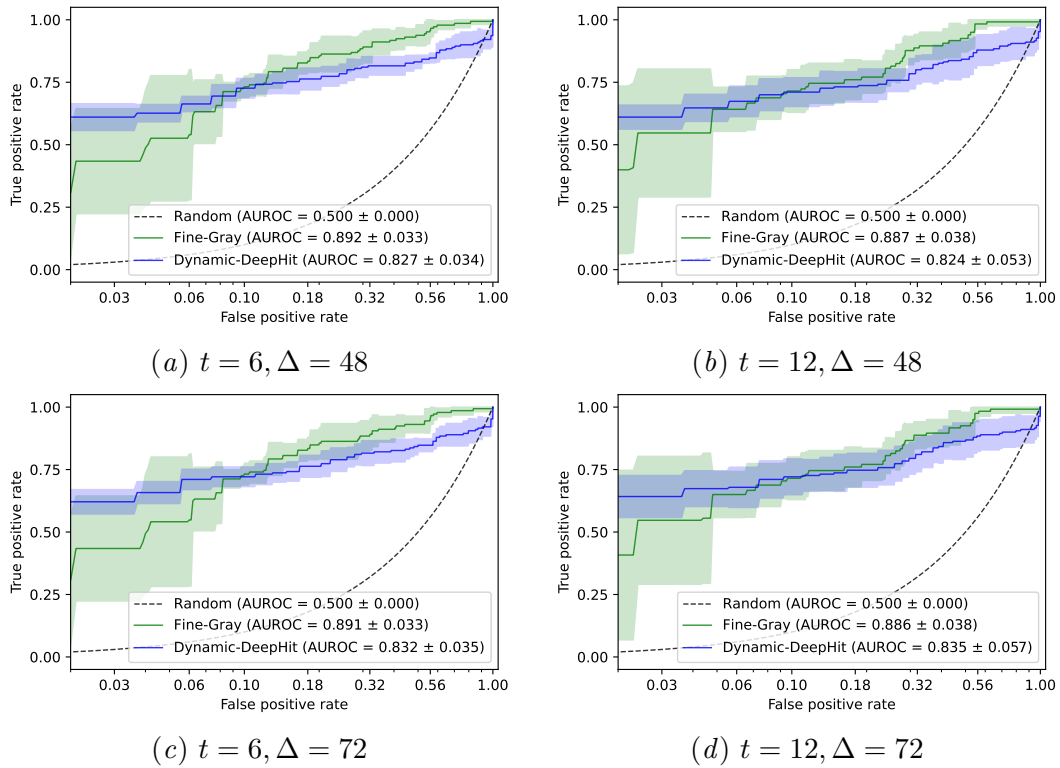 1.00
0.75
0.50
0.25
0.00
True positive rate
Random (AUROC = 0.500 ± 0.000)
Fine-Gray (AUROC = 0.892 ± 0.033)
Dynamic-DeepHit (AUROC = 0.827 ± 0.034)
0.03 0.06 0.10 0.18 0.32 0.56 1.00
False positive rate
(a) t = 6, Δ = 48
1.00
0.75
0.50
0.25
0.00
True positive rate
Random (AUROC = 0.500 ± 0.000)
Fine-Gray (AUROC = 0.887 ± 0.038)
Dynamic-DeepHit (AUROC = 0.824 ± 0.053)
0.03 0.06 0.10 0.18 0.32 0.56 1.00
False positive rate
(b) t = 12, Δ = 48
1.00
0.75
0.50
0.25
0.00
True positive rate
Random (AUROC = 0.500 ± 0.000)
Fine-Gray (AUROC = 0.891 ± 0.033)
Dynamic-DeepHit (AUROC = 0.832 ± 0.035)
0.03 0.06 0.10 0.18 0.32 0.56 1.00
False positive rate
(c) t = 6, Δ = 72
1.00
0.75
0.50
0.25
0.00
True positive rate
Random (AUROC = 0.500 ± 0.000)
Fine-Gray (AUROC = 0.886 ± 0.038)
Dynamic-DeepHit (AUROC = 0.835 ± 0.057)
0.03 0.06 0.10 0.18 0.32 0.56 1.00
False positive rate
(d) t = 12, Δ = 72